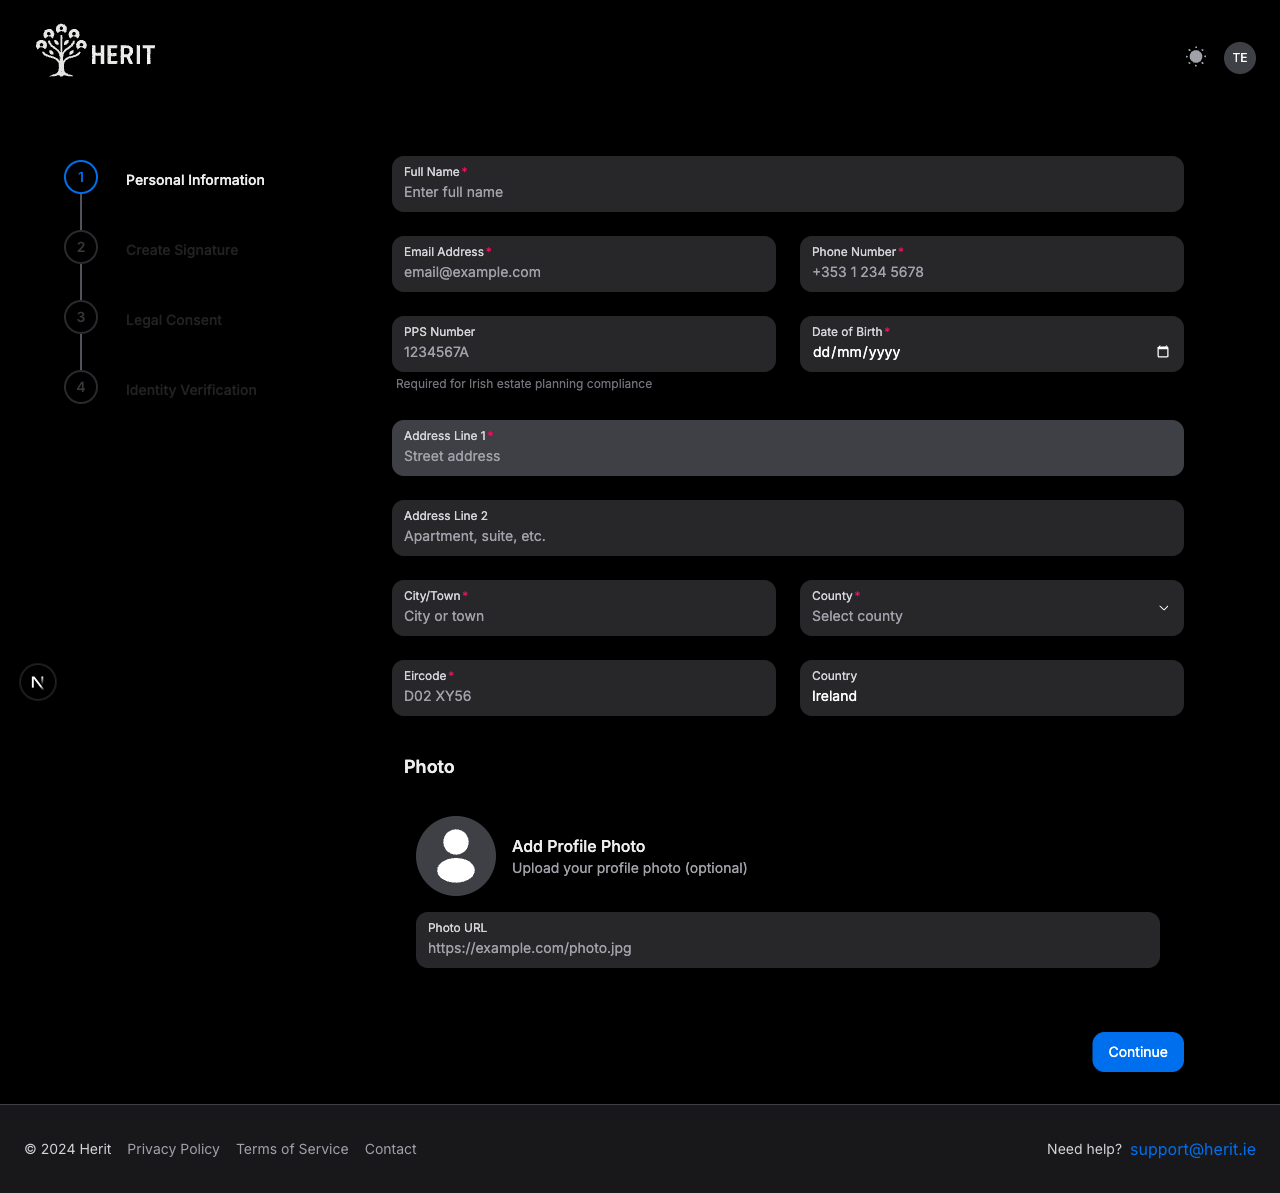 HERIT
TE
1
Personal Information
2
Create Signature
3
Legal Consent
4
Identity Verification
Full Name*
Enter full name
Email Address*
email@example.com
Phone Number*
+353 1 234 5678
PPS Number
1234567A
Required for Irish estate planning compliance
Date of Birth*
dd/mm/yyyy
Address Line 1*
Street address
Address Line 2
Apartment, suite, etc.
City/Town*
City or town
County*
Select county
Eircode*
D02 XY56
Country
Ireland
N
Photo
Add Profile Photo
Upload your profile photo (optional)
Photo URL
https://example.com/photo.jpg
Continue
© 2024 Herit Privacy Policy Terms of Service Contact
Need help? support@herit.ie